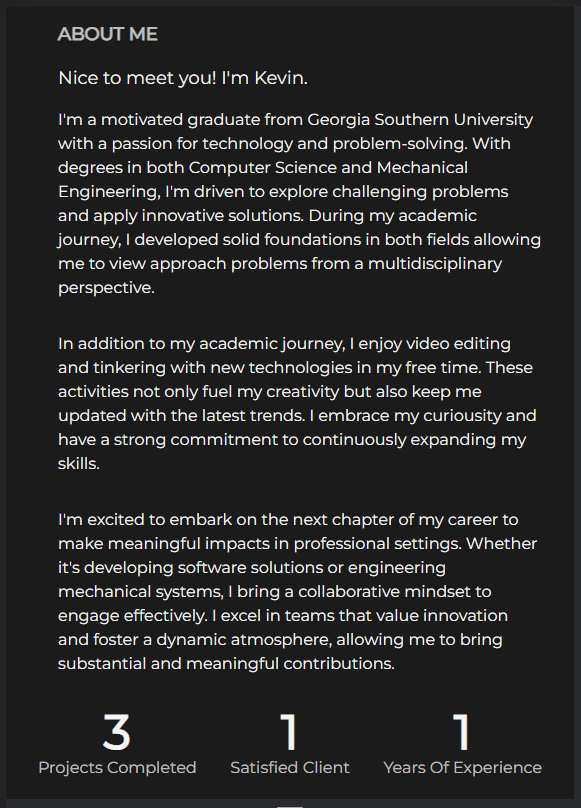 ABOUT ME
Nice to meet you! I'm Kevin.
I'm a motivated graduate from Georgia Southern University
with a passion for technology and problem-solving. With
degrees in both Computer Science and Mechanical
Engineering, I'm driven to explore challenging problems
and apply innovative solutions. During my academic
journey, I developed solid foundations in both fields allowing
me to view approach problems from a multidisciplinary
perspective.
In addition to my academic journey, I enjoy video editing
and tinkering with new technologies in my free time. These
activities not only fuel my creativity but also keep me
updated with the latest trends. I embrace my curiousity and
have a strong commitment to continuously expanding my
skills.
I'm excited to embark on the next chapter of my career to
make meaningful impacts in professional settings. Whether
it's developing software solutions or engineering
mechanical systems, I bring a collaborative mindset to
engage effectively. I excel in teams that value innovation
and foster a dynamic atmosphere, allowing me to bring
substantial and meaningful contributions.
3 1 1
Projects Completed Satisfied Client Years Of Experience